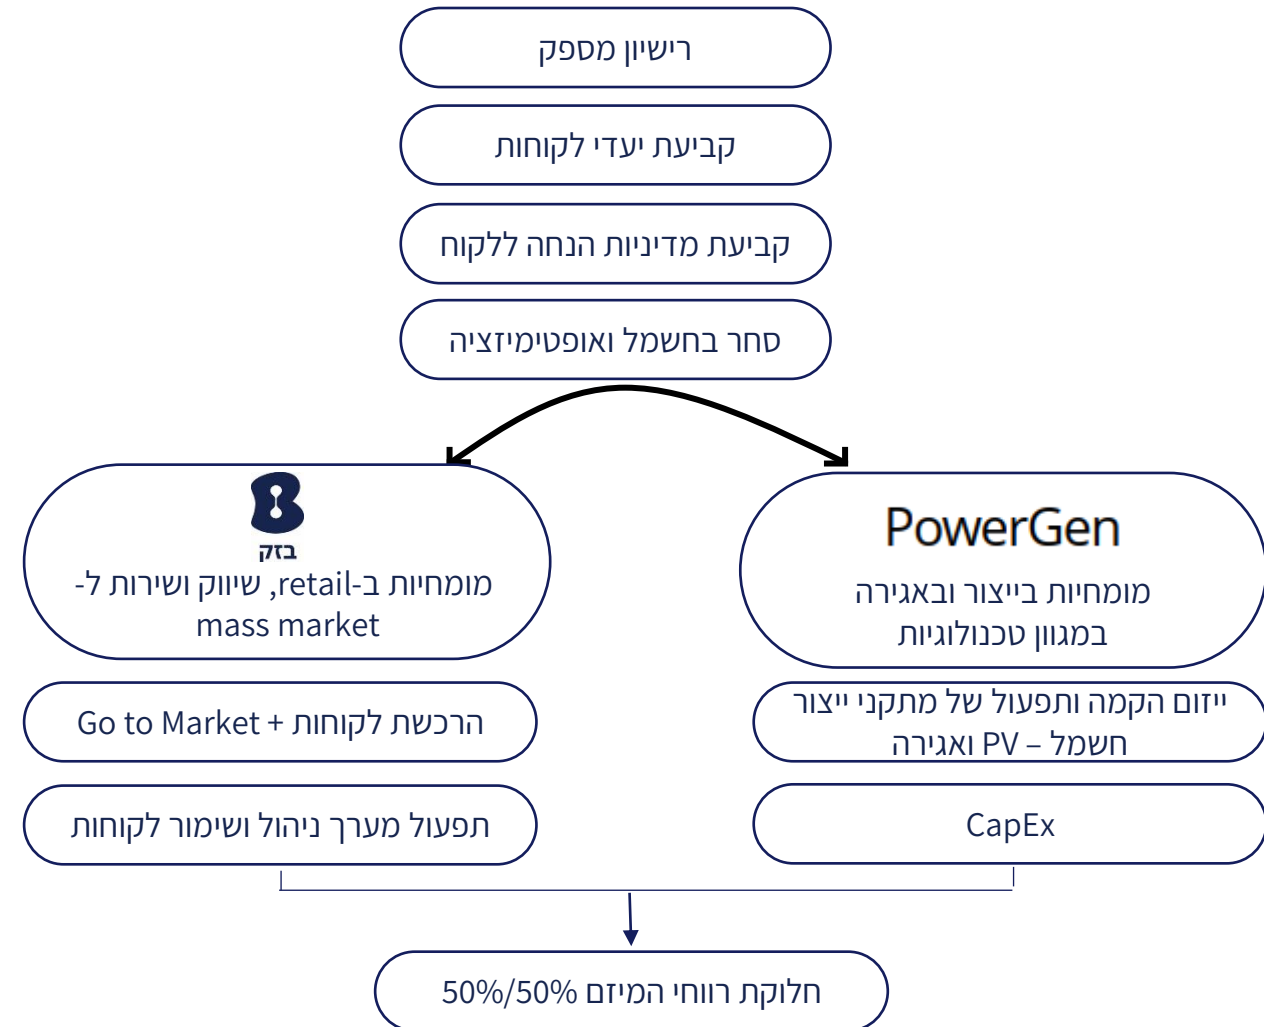 רישיון מספק
קביעת יעדי לקוחות
קביעת מדיניות הנחה ללקוח
סחר בחשמל ואופטימיזציה
PowerGen
מומחיות בייצור ובאגירה
במגוון טכנולוגיות
ייזום הקמה ותפעול של מתקני ייצור
חשמל – PV ואגירה
CapEx
בזק
מומחיות ב-retail, שיווק ושירות ל-
mass market
הרכשת לקוחות + Go to Market
תפעול מערך ניהול ושימור לקוחות
חלוקת רווחי המיזם 50%/50%